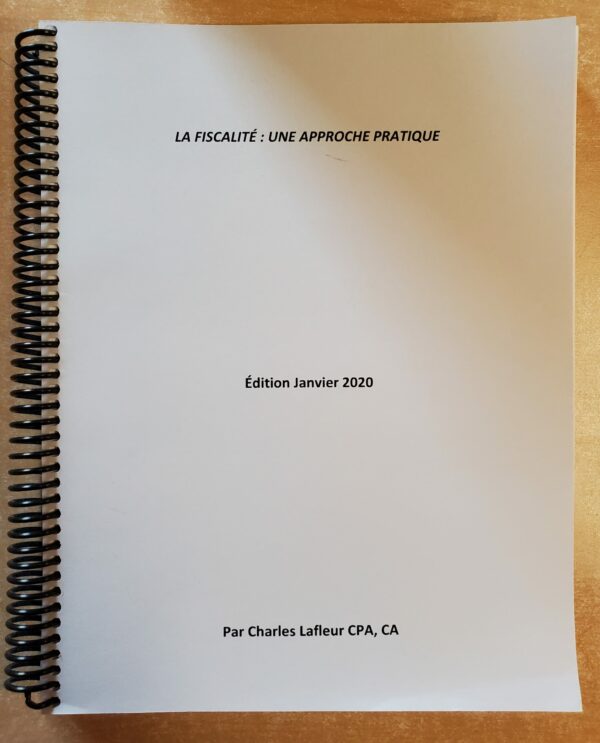 LA FISCALITÉ : UNE APPROCHE PRATIQUE
Édition Janvier 2020
Par Charles Lafleur CPA, CA